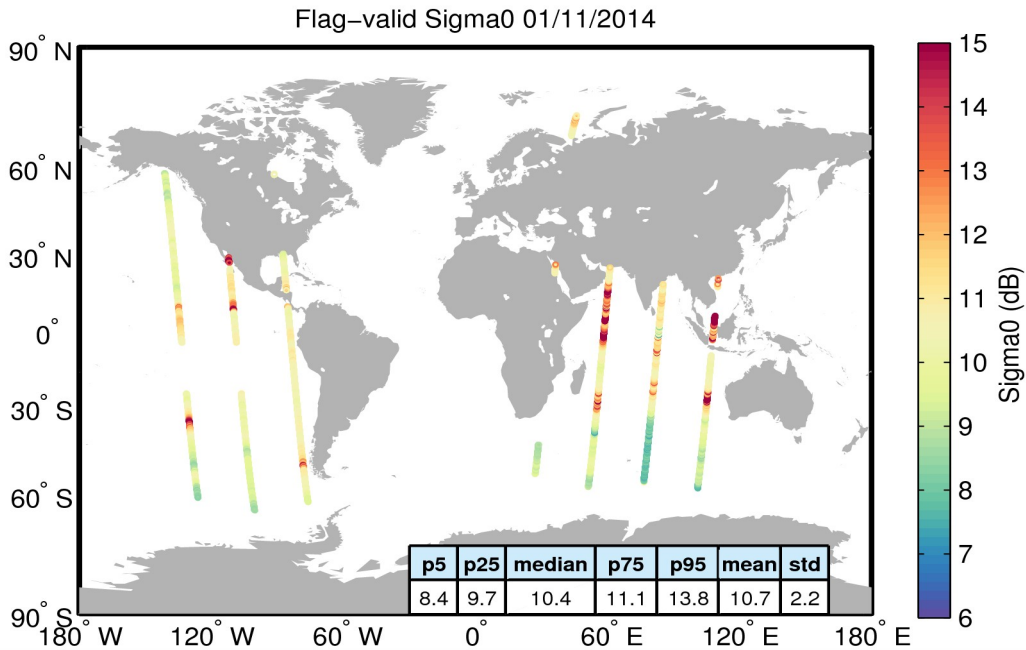 Flag−valid Sigma0 01/11/2014
90° N
60° N
30° N
0°
30° S
60° S
90° S
180° W 120° W 60° W 0° 60° E 120° E 180° E
p5 p25 median p75 p95 mean std
8.4 9.7 10.4 11.1 13.8 10.7 2.2
15
14
13
12
11
10
9
8
7
6
Sigma0 (dB)